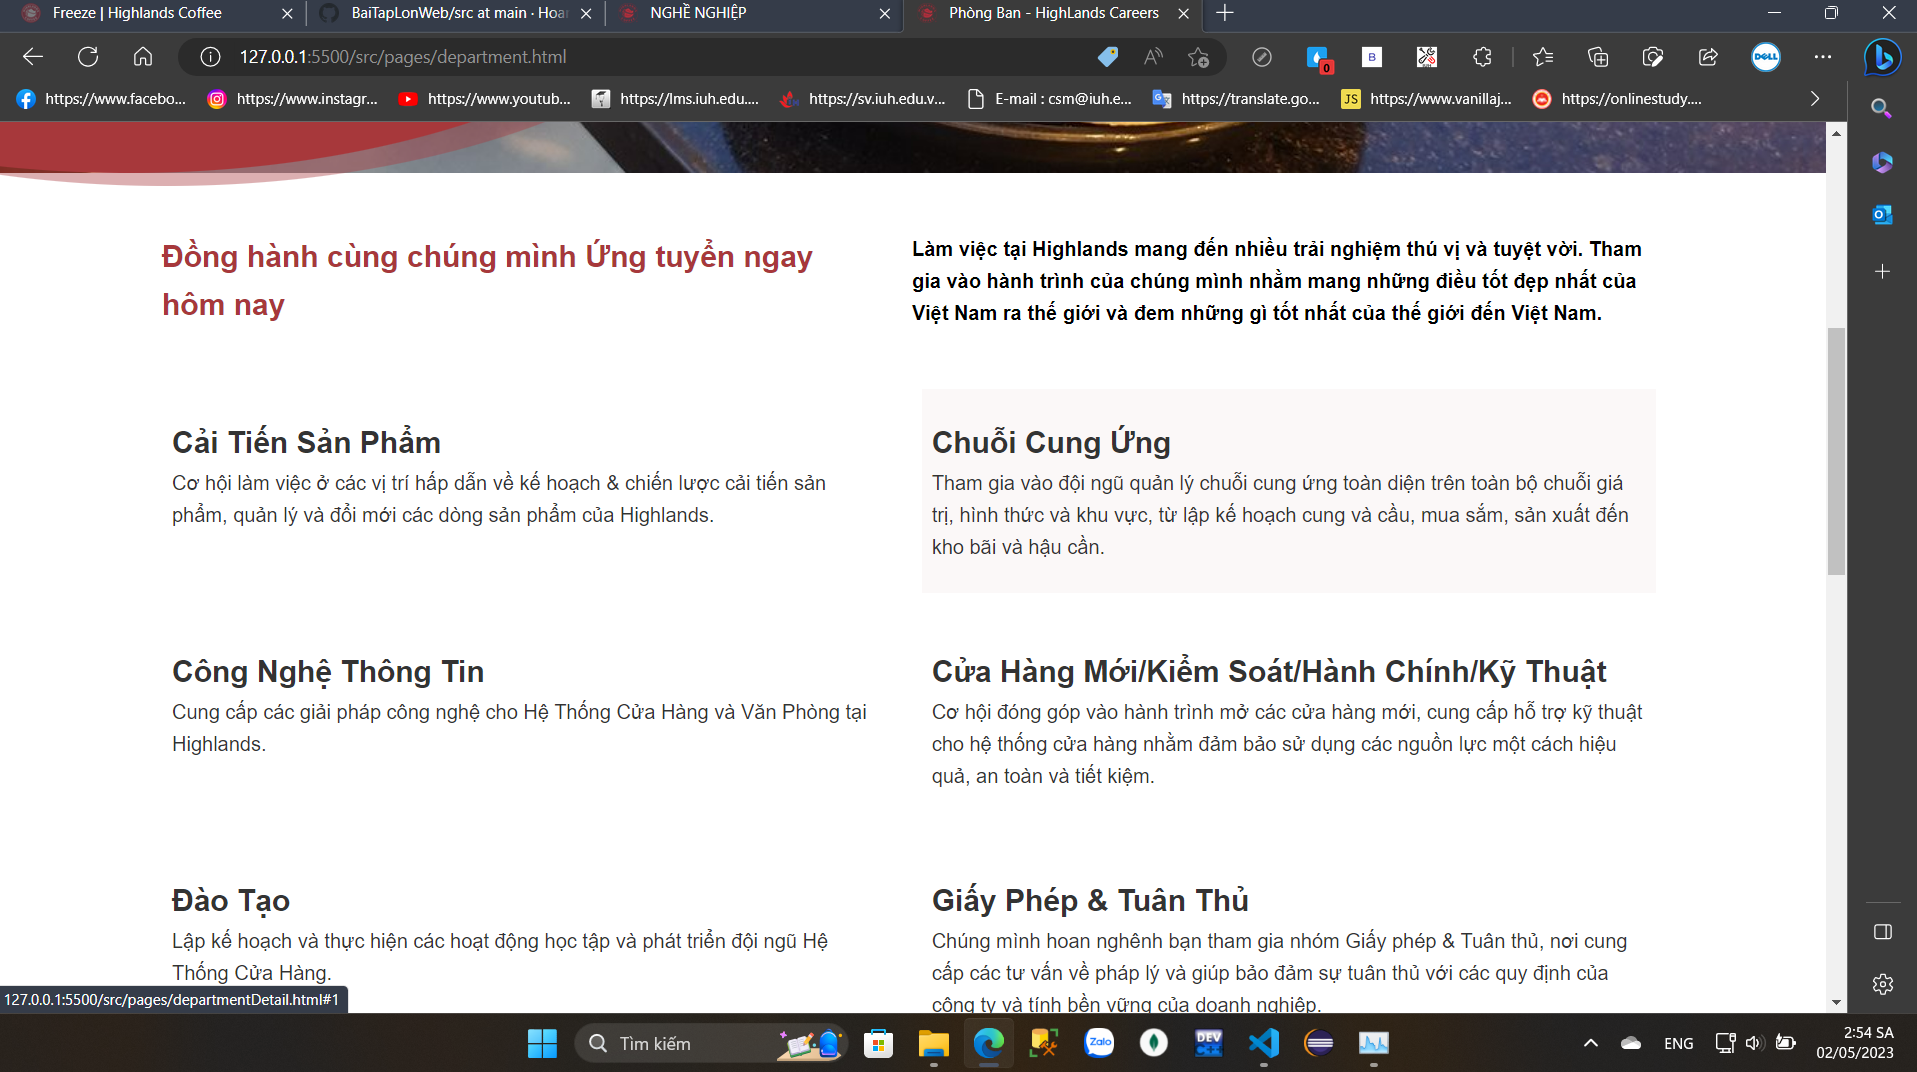 Freeze | Highlands Coffee
BaiTapLonWeb/src at main · Hoan
NGHỀ NGHIỆP
Phòng Ban - HighLands Careers
127.0.0.1:5500/src/pages/department.html
0
B
DELL
https://www.facebo...
https://www.instagr...
https://www.youtub...
https://lms.iuh.edu....
https://sv.iuh.edu.v...
E-mail : csm@iuh.e...
https://translate.go...
JS
https://www.vanillaj...
https://onlinestudy....
Đồng hành cùng chúng mình Ứng tuyển ngay
hôm nay
Làm việc tại Highlands mang đến nhiều trải nghiệm thú vị và tuyệt vời. Tham
gia vào hành trình của chúng mình nhằm mang những điều tốt đẹp nhất của
Việt Nam ra thế giới và đem những gì tốt nhất của thế giới đến Việt Nam.
Cải Tiến Sản Phẩm
Cơ hội làm việc ở các vị trí hấp dẫn về kế hoạch & chiến lược cải tiến sản
phẩm, quản lý và đổi mới các dòng sản phẩm của Highlands.
Chuỗi Cung Ứng
Tham gia vào đội ngũ quản lý chuỗi cung ứng toàn diện trên toàn bộ chuỗi giá
trị, hình thức và khu vực, từ lập kế hoạch cung và cầu, mua sắm, sản xuất đến
kho bãi và hậu cần.
Công Nghệ Thông Tin
Cung cấp các giải pháp công nghệ cho Hệ Thống Cửa Hàng và Văn Phòng tại
Highlands.
Cửa Hàng Mới/Kiểm Soát/Hành Chính/Kỹ Thuật
Cơ hội đóng góp vào hành trình mở các cửa hàng mới, cung cấp hỗ trợ kỹ thuật
cho hệ thống cửa hàng nhằm đảm bảo sử dụng các nguồn lực một cách hiệu
quả, an toàn và tiết kiệm.
Đào Tạo
Lập kế hoạch và thực hiện các hoạt động học tập và phát triển đội ngũ Hệ
Thống Cửa Hàng.
Giấy Phép & Tuân Thủ
Chúng mình hoan nghênh bạn tham gia nhóm Giấy phép & Tuân thủ, nơi cung
cấp các tư vấn về pháp lý và giúp bảo đảm sự tuân thủ với các quy định của
công ty và tính bền vững của doanh nghiệp.
127.0.0.1:5500/src/pages/departmentDetail.html#1
Tìm kiếm
Zalo
DEV
C++
ENG
2:54 SA
02/05/2023